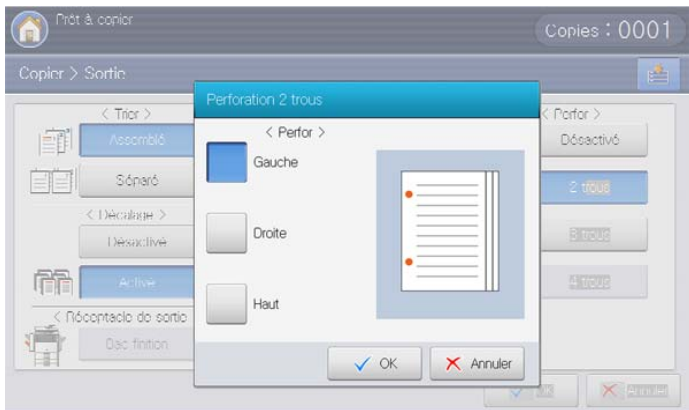 Prêt à copier
Copies : 0001
Copier > Sortie
< Trier >
Assemblé
Séparé
< Décalage >
Désactivé
Activé
< Réceptacle de sortie
Bac finition
Perforation 2 trous
< Perfor >
Gauche
Droite
Haut
OK
Annuler
< Perfor >
Désactivé
2 trous
3 trous
4 trous
OK
Annuler